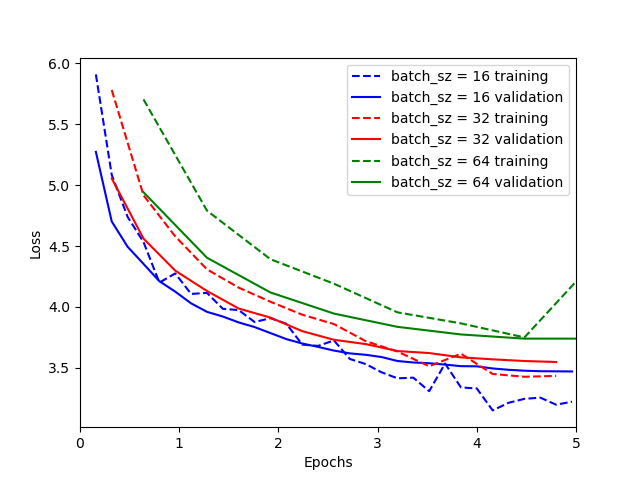 6.0
5.5
5.0
4.5
4.0
3.5
Loss
batch_sz = 16 training
batch_sz = 16 validation
batch_sz = 32 training
batch_sz = 32 validation
batch_sz = 64 training
batch_sz = 64 validation
0 1 2 3 4 5
Epochs